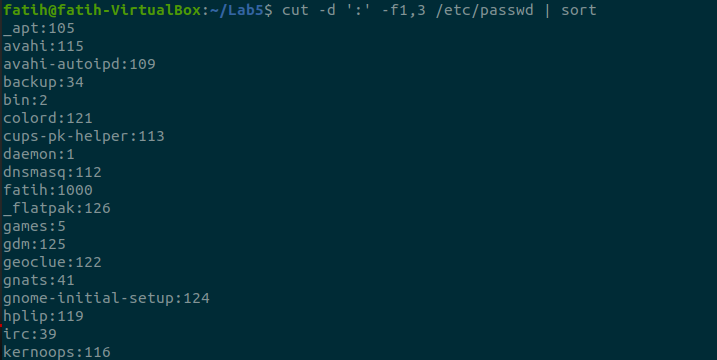 fatih@fatih-VirtualBox:~/Lab5$ cut -d ':' -f1,3 /etc/passwd | sort
_apt:105
avahi:115
avahi-autoipd:109
backup:34
bin:2
colord:121
cups-pk-helper:113
daemon:1
dnsmasq:112
fatih:1000
_flatpak:126
games:5
gdm:125
geoclue:122
gnats:41
gnome-initial-setup:124
hplip:119
irc:39
kernoops:116